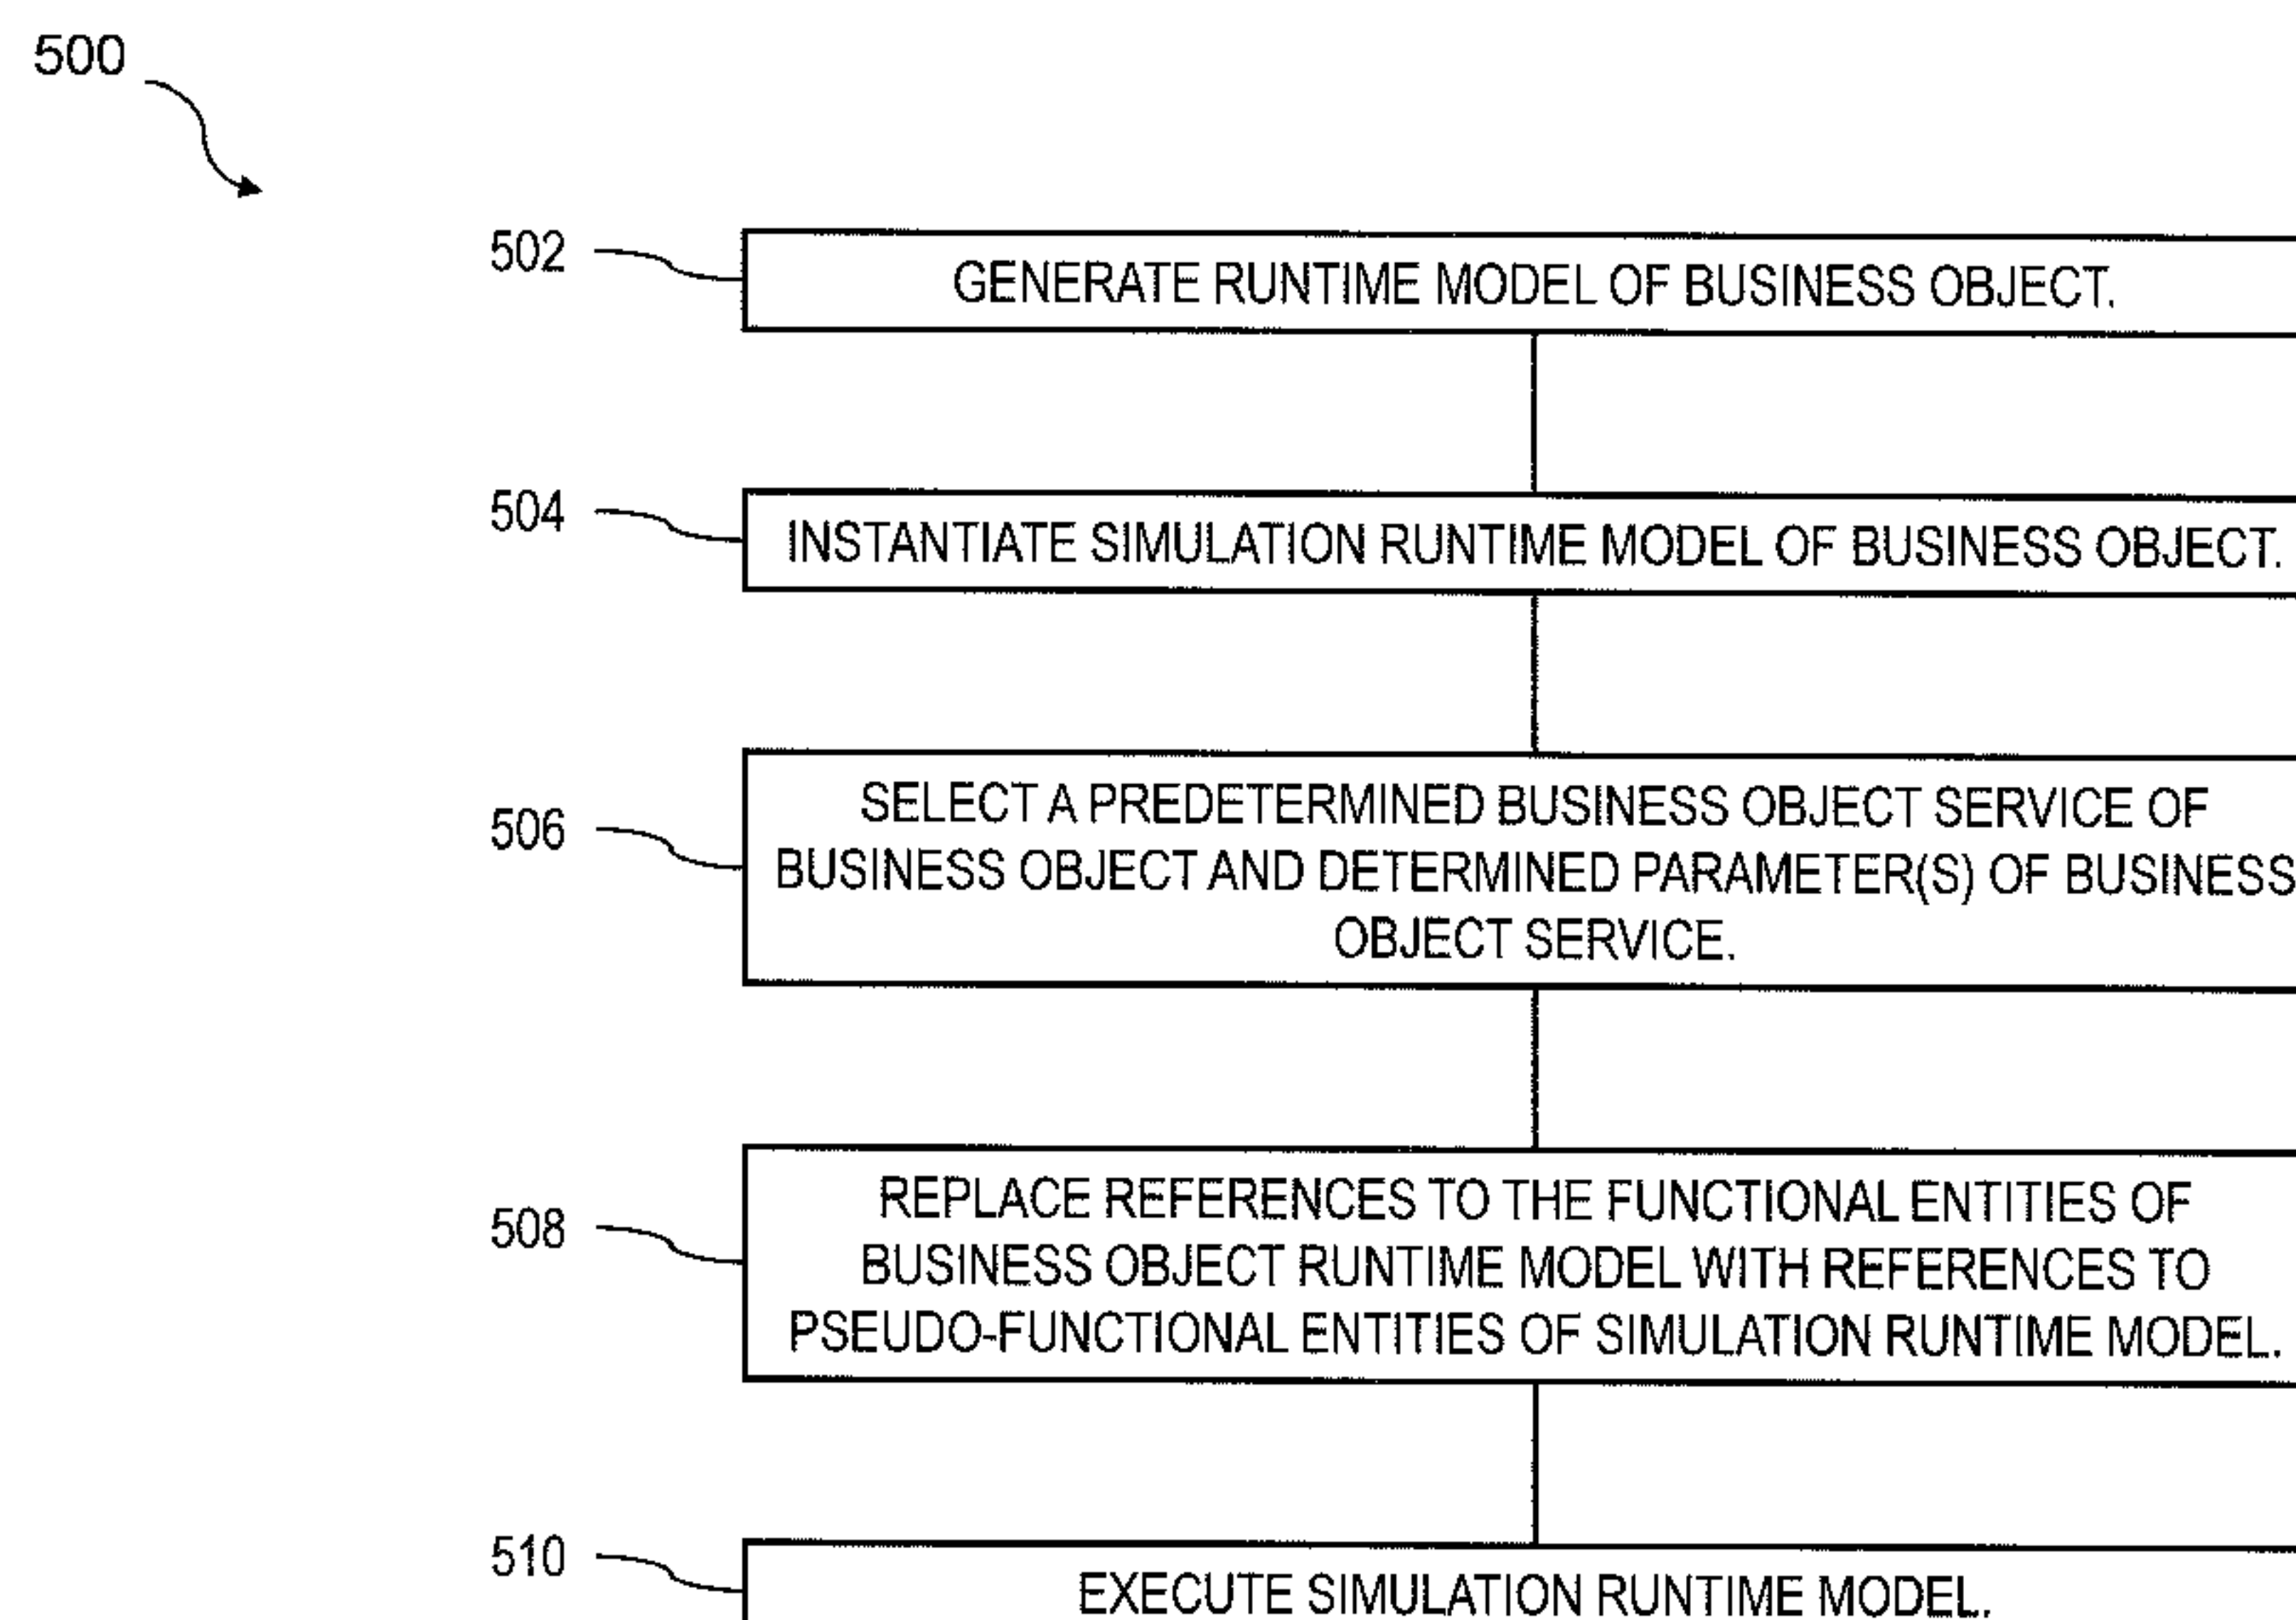 500
502
GENERATE RUNTIME MODEL OF BUSINESS OBJECT.
504
INSTANTIATE SIMULATION RUNTIME MODEL OF BUSINESS OBJECT.
506
SELECT A PREDETERMINED BUSINESS OBJECT SERVICE OF
BUSINESS OBJECT AND DETERMINED PARAMETER(S) OF BUSINESS
OBJECT SERVICE.
508
REPLACE REFERENCES TO THE FUNCTIONAL ENTITIES OF
BUSINESS OBJECT RUNTIME MODEL WITH REFERENCES TO
PSEUDO-FUNCTIONAL ENTITIES OF SIMULATION RUNTIME MODEL.
510
EXECUTE SIMULATION RUNTIME MODEL.